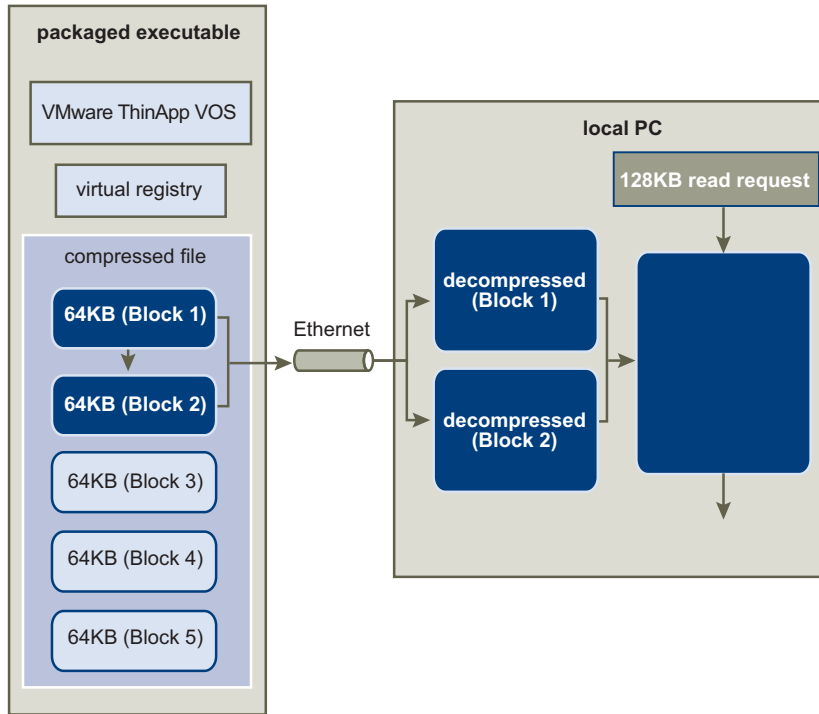 packaged executable
VMware ThinApp VOS
virtual registry
compressed file
64KB (Block 1)
64KB (Block 2)
64KB (Block 3)
64KB (Block 4)
64KB (Block 5)
Ethernet
local PC
128KB read request
decompressed
(Block 1)
decompressed
(Block 2)